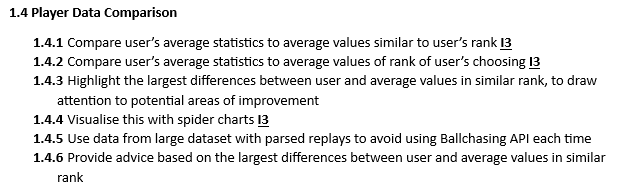 1.4 Player Data Comparison
1.4.1 Compare user's average statistics to average values similar to user's rank I3
1.4.2 Compare user's average statistics to average values of rank of user's choosing I3
1.4.3 Highlight the largest differences between user and average values in similar rank, to draw
attention to potential areas of improvement
1.4.4 Visualise this with spider charts I3
1.4.5 Use data from large dataset with parsed replays to avoid using Ballchasing API each time
1.4.6 Provide advice based on the largest differences between user and average values in similar
rank